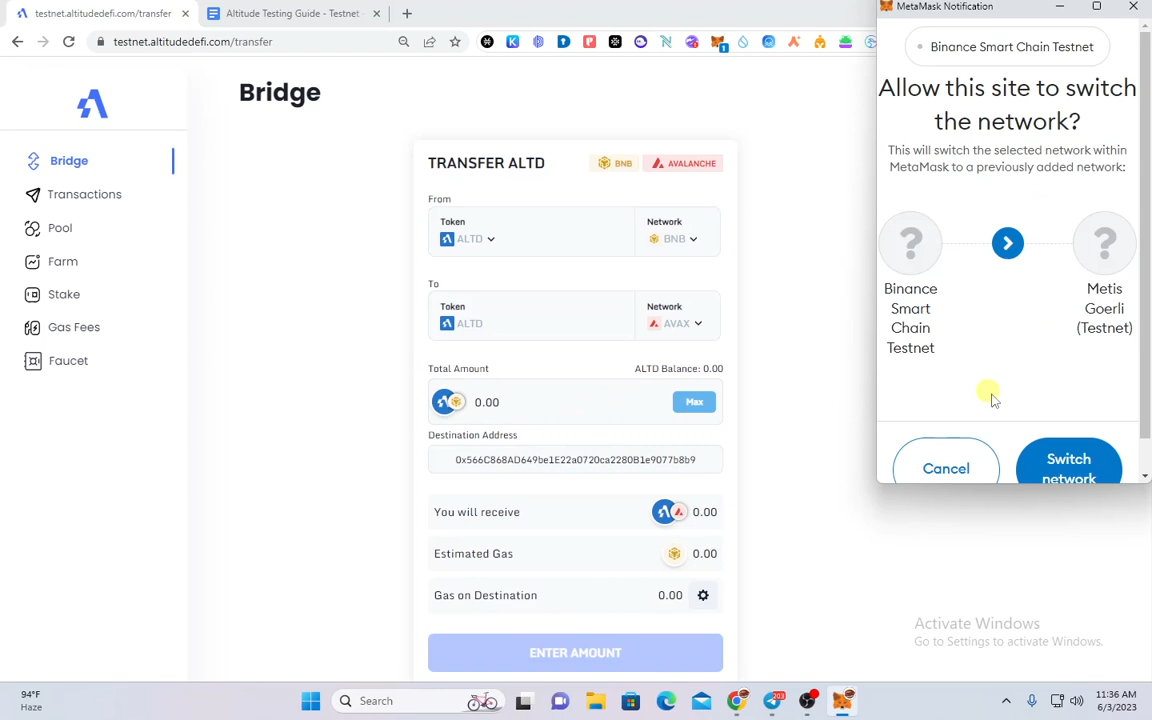 testnet.altitudedefi.com/transfer
Altitude Testing Guide - Testnet
testnet.altitudedefi.com/transfer
1
Bridge
Transactions
Pool
Farm
Stake
Gas Fees
Faucet
Bridge
TRANSFER ALTD
BNB
AVALANCHE
From
Token
ALTD
Network
BNB
To
Token
ALTD
Network
AVAX
Total Amount
ALTD Balance: 0.00
0.00
Max
Destination Address
0x566C868AD649be1E22a0720ca2280B1e9077b8b9
You will receive
0.00
Estimated Gas
0.00
Gas on Destination
0.00
ENTER AMOUNT
MetaMask Notification
Binance Smart Chain Testnet
Allow this site to switch
the network?
This will switch the selected network within
MetaMask to a previously added network:
Binance
Smart
Chain
Testnet
Metis
Goerli
(Testnet)
Cancel
Switch
network
Activate Windows
Go to Settings to activate Windows.
94°F
Haze
Search
203
11:36 AM
6/3/2023